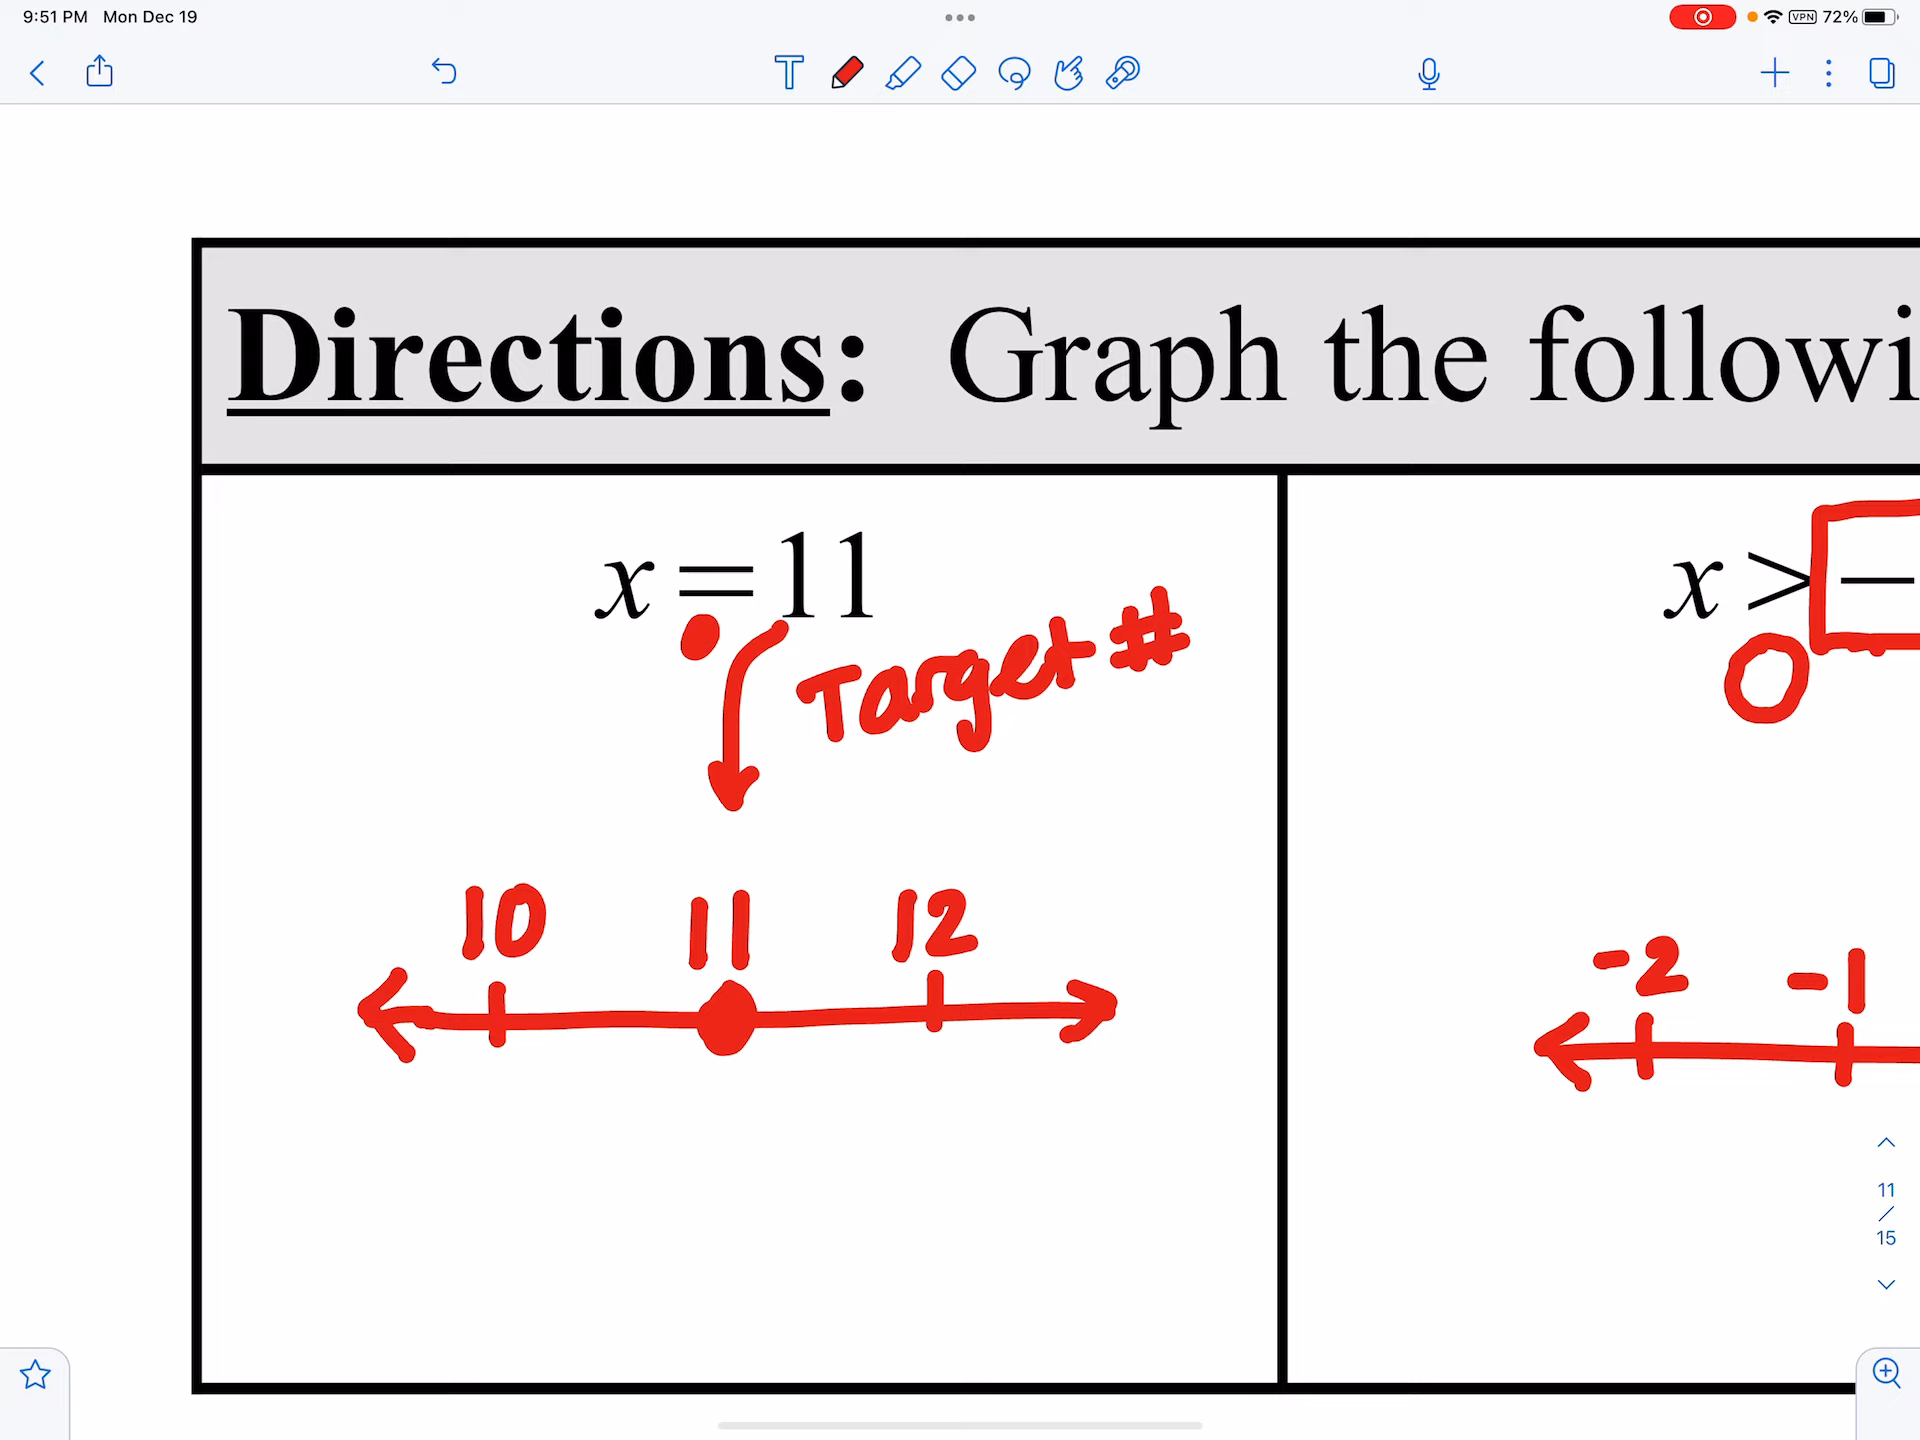 9:51 PM Mon Dec 19
VPN 72%
Directions: Graph the followi
x = 11
Target #
10 11 12
x > −
-2 -1
11
/
15